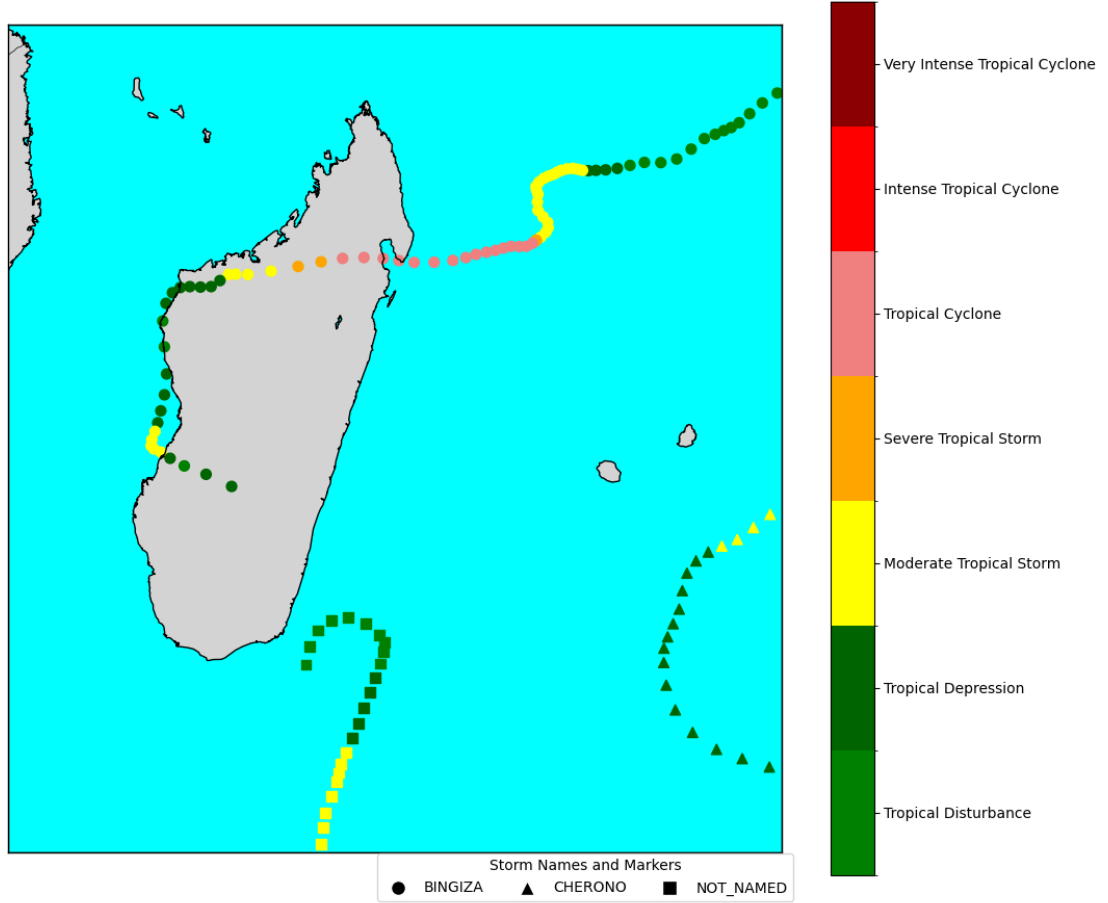 Very Intense Tropical Cyclone
Intense Tropical Cyclone
Tropical Cyclone
Severe Tropical Storm
Moderate Tropical Storm
Tropical Depression
Tropical Disturbance
Storm Names and Markers
BINGIZA CHERONO NOT_NAMED